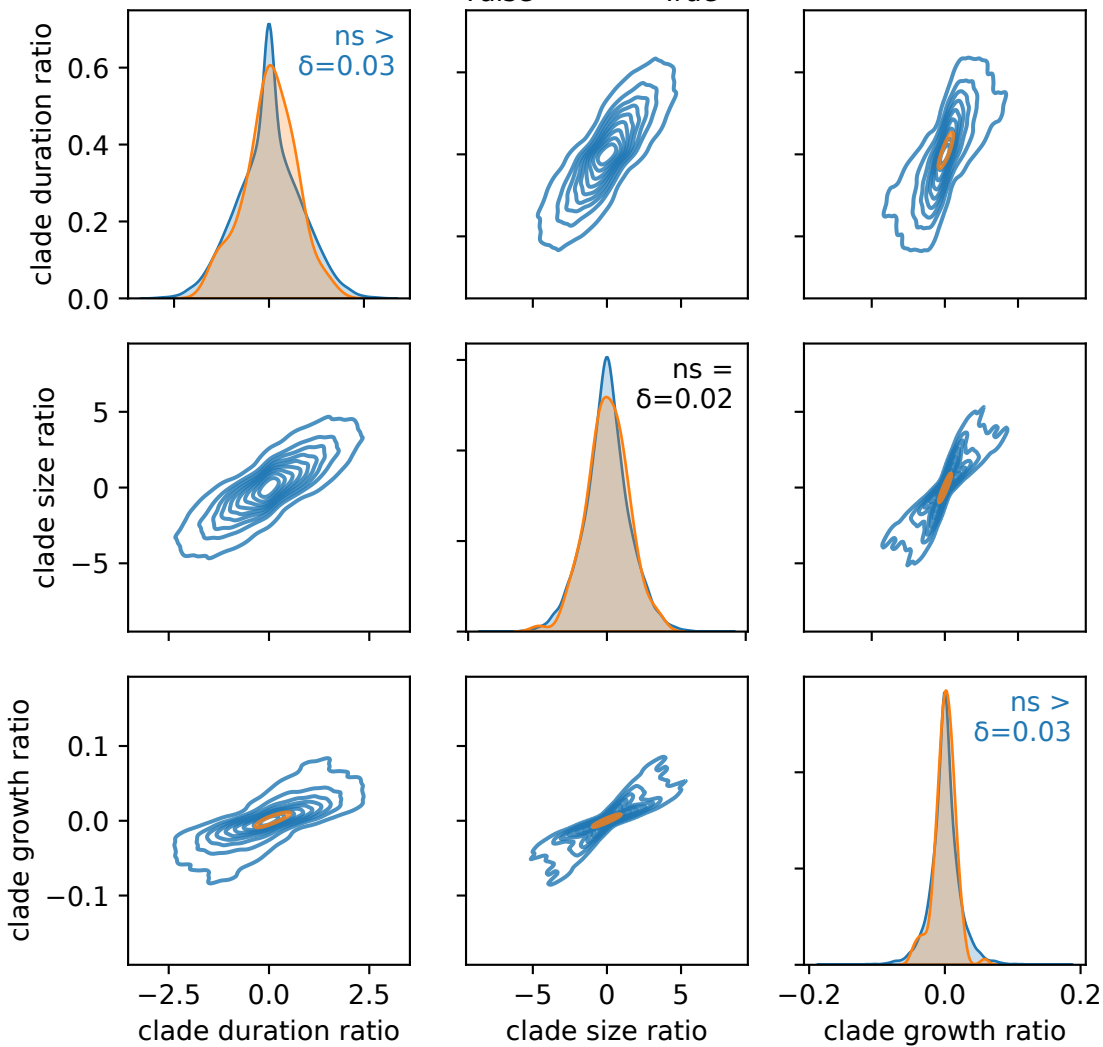 clade duration ratio
0.6
0.4
0.2
0.0
ns >
δ=0.03
clade size ratio
5
0
−5
ns =
δ=0.02
clade growth ratio
0.1
0.0
−0.1
ns >
δ=0.03
−2.5 0.0 2.5
−5 0 5
−0.2 0.0 0.2
clade duration ratio
clade size ratio
clade growth ratio